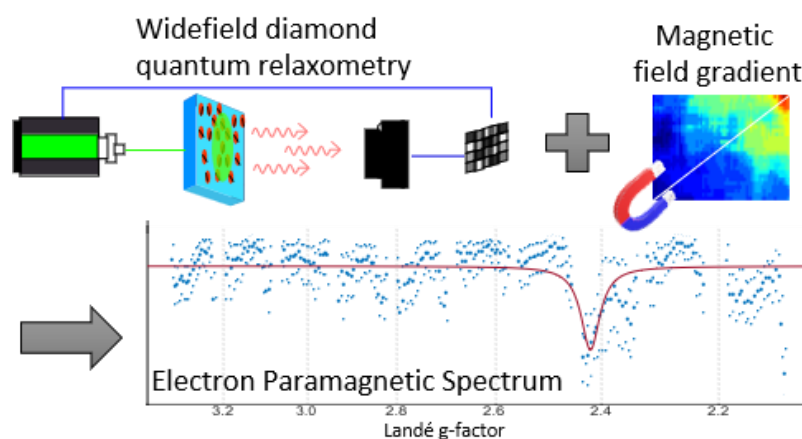 Widefield diamond
quantum relaxometry
Magnetic
field gradient
Electron Paramagnetic Spectrum
3.2 3.0 2.8 2.6 2.4 2.2
Landé g-factor